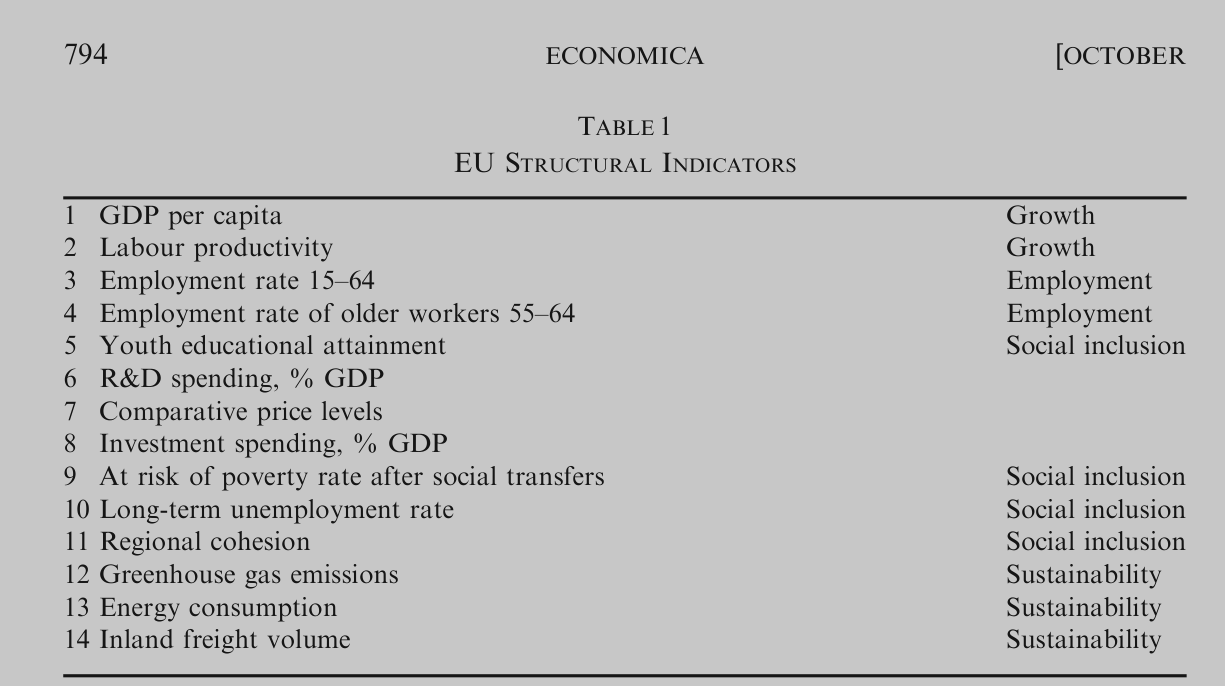 794 ECONOMICA [OCTOBER
TABLE 1
EU STRUCTURAL INDICATORS
1 GDP per capita Growth
2 Labour productivity Growth
3 Employment rate 15–64 Employment
4 Employment rate of older workers 55–64 Employment
5 Youth educational attainment Social inclusion
6 R&D spending, % GDP
7 Comparative price levels
8 Investment spending, % GDP
9 At risk of poverty rate after social transfers Social inclusion
10 Long-term unemployment rate Social inclusion
11 Regional cohesion Social inclusion
12 Greenhouse gas emissions Sustainability
13 Energy consumption Sustainability
14 Inland freight volume Sustainability